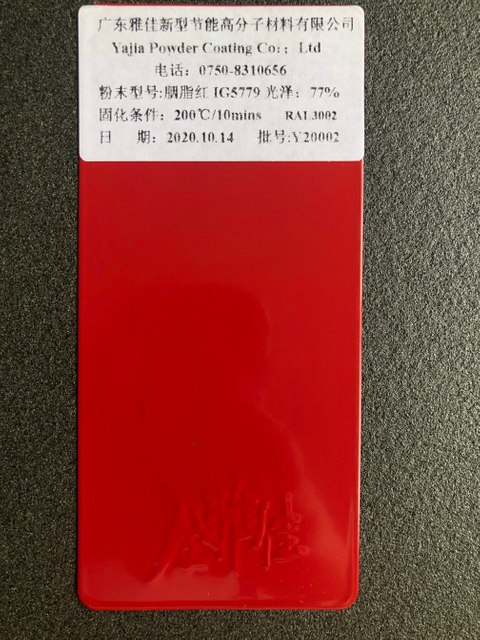 广东雅佳新型节能高分子材料有限公司
Yajia Powder Coating Co:；Ltd
电话：0750-8310656
粉末型号:胭脂红 IG5779 光泽：77%
固化条件：200℃/10mins RAL3002
日 期：2020.10.14 批号:Y20002
雅佳